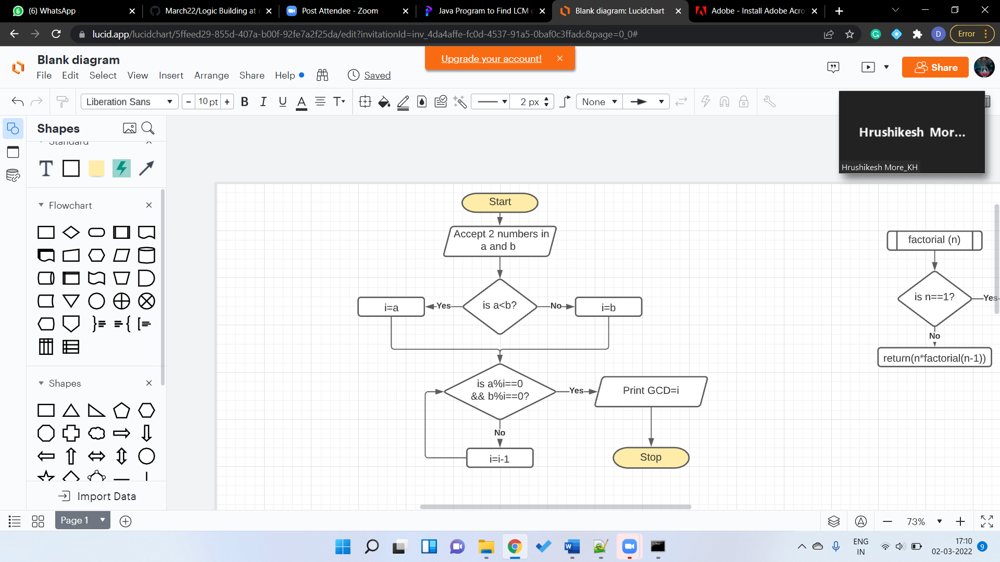 (6) WhatsApp
March22/Logic Building at
Post Attendee - Zoom
Java Program to Find LCM
Blank diagram: Lucidchart
Adobe - Install Adobe Acro
lucid.app/lucidchart/5ffeed29-855d-407a-b00f-92fe7a2f25da/edit?invitationId=inv_4da4affe-fc0d-4537-91a5-0baf0c3ffadc&page=0_0#
D
Error
Blank diagram
Upgrade your account!
File Edit Select View Insert Arrange Share Help
Saved
Share
Liberation Sans
10 pt
B I U A T
2 px
None
Shapes
Standard
T
Hrushikesh Mor...
Hrushikesh More_KH
Flowchart
Shapes
Import Data
Start
Accept 2 numbers in
a and b
is a<b?
Yes
No
i=a
i=b
is a%i==0
&& b%i==0?
Yes
Print GCD=i
No
i=i-1
Stop
factorial (n)
is n==1?
Yes
No
return(n*factorial(n-1))
Page 1
73%
ENG
IN
17:10
02-03-2022
9